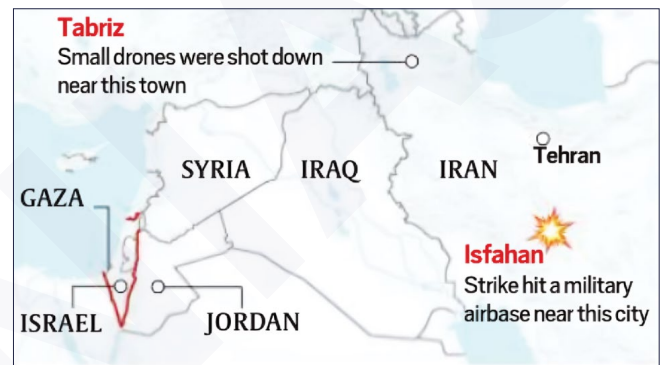 Tabriz
Small drones were shot down
near this town
Tehran
SYRIA
IRAQ
IRAN
GAZA
Isfahan
Strike hit a military
airbase near this city
ISRAEL
JORDAN